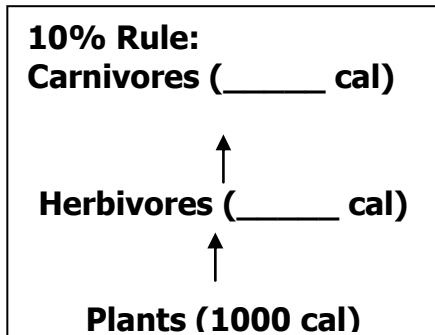 10% Rule:
Carnivores (_____ cal)
Herbivores (_____ cal)
Plants (1000 cal)